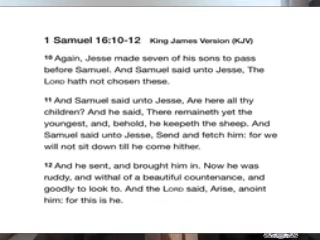 1 Samuel 16:10-12 King James Version (KJV)
10 Again, Jesse made seven of his sons to pass
before Samuel. And Samuel said unto Jesse, The
LORD hath not chosen these.
11 And Samuel said unto Jesse, Are here all thy
children? And he said, There remaineth yet the
youngest, and, behold, he keepeth the sheep. And
Samuel said unto Jesse, Send and fetch him: for we
will not sit down till he come hither.
12 And he sent, and brought him in. Now he was
ruddy, and withal of a beautiful countenance, and
goodly to look to. And the LORD said, Arise, anoint
him: for this is he.